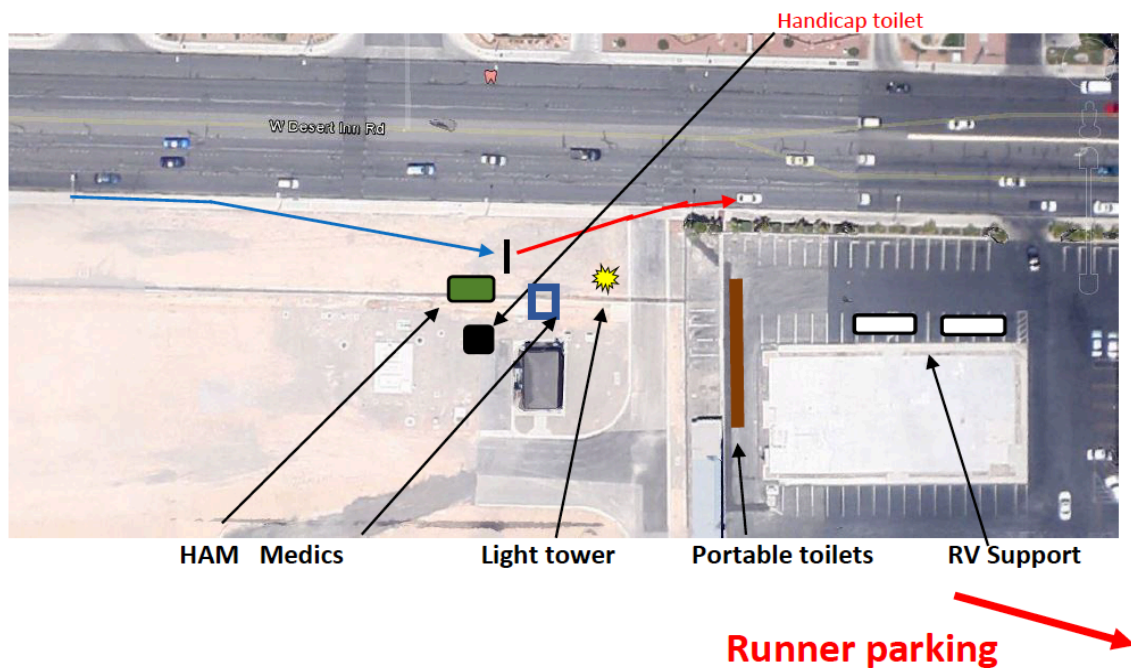 Handicap toilet
W Desert Inn Rd
HAM Medics
Light tower
Portable toilets
RV Support
Runner parking